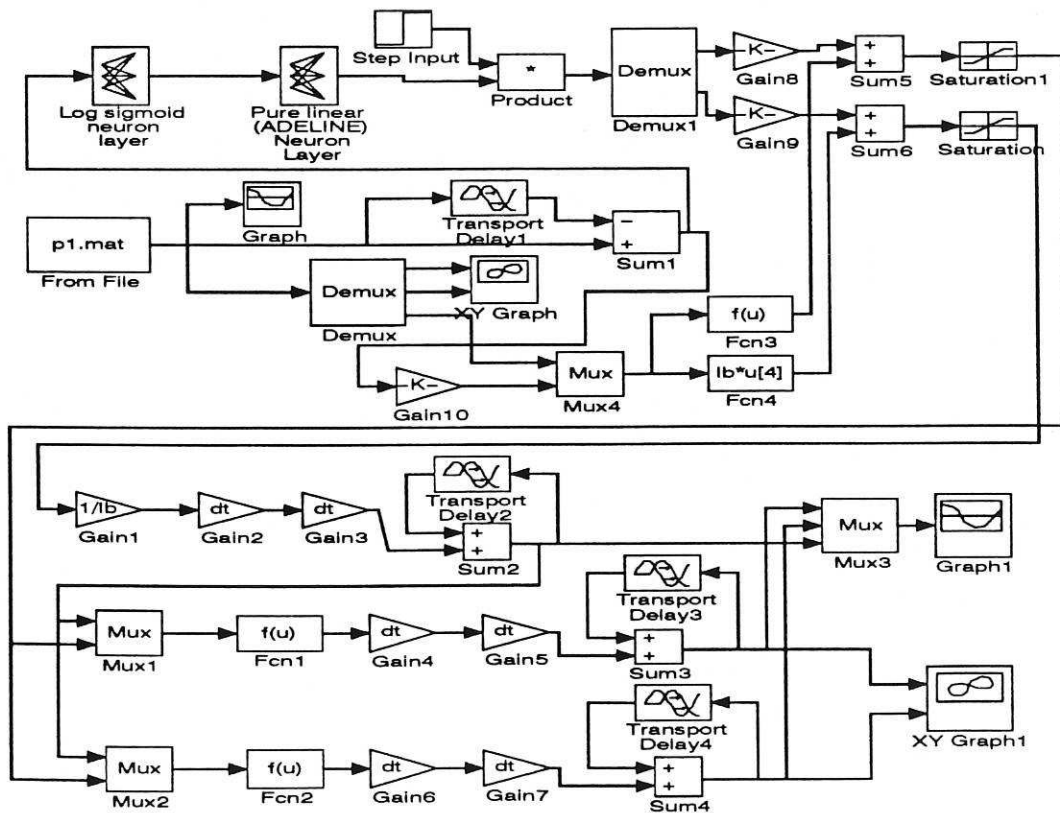 Step Input
Log sigmoid
neuron
layer
Pure linear
(ADELINE)
Neuron
Layer
*
Product
Demux
Demux1
-K-
Gain8
-K-
Gain9
+
+
Sum5
+
+
Sum6
Saturation1
Saturation
p1.mat
From File
Graph
Transport
Delay1
−
+
Sum1
Demux
Demux
XY Graph
-K-
Gain10
Mux
Mux4
f(u)
Fcn3
Ib*u[4]
Fcn4
1/Ib
Gain1
dt
Gain2
dt
Gain3
Transport
Delay2
+
+
Sum2
Mux
Mux3
Graph1
Mux
Mux1
f(u)
Fcn1
dt
Gain4
dt
Gain5
Transport
Delay3
+
+
Sum3
XY Graph1
Mux
Mux2
f(u)
Fcn2
dt
Gain6
dt
Gain7
Transport
Delay4
+
+
Sum4